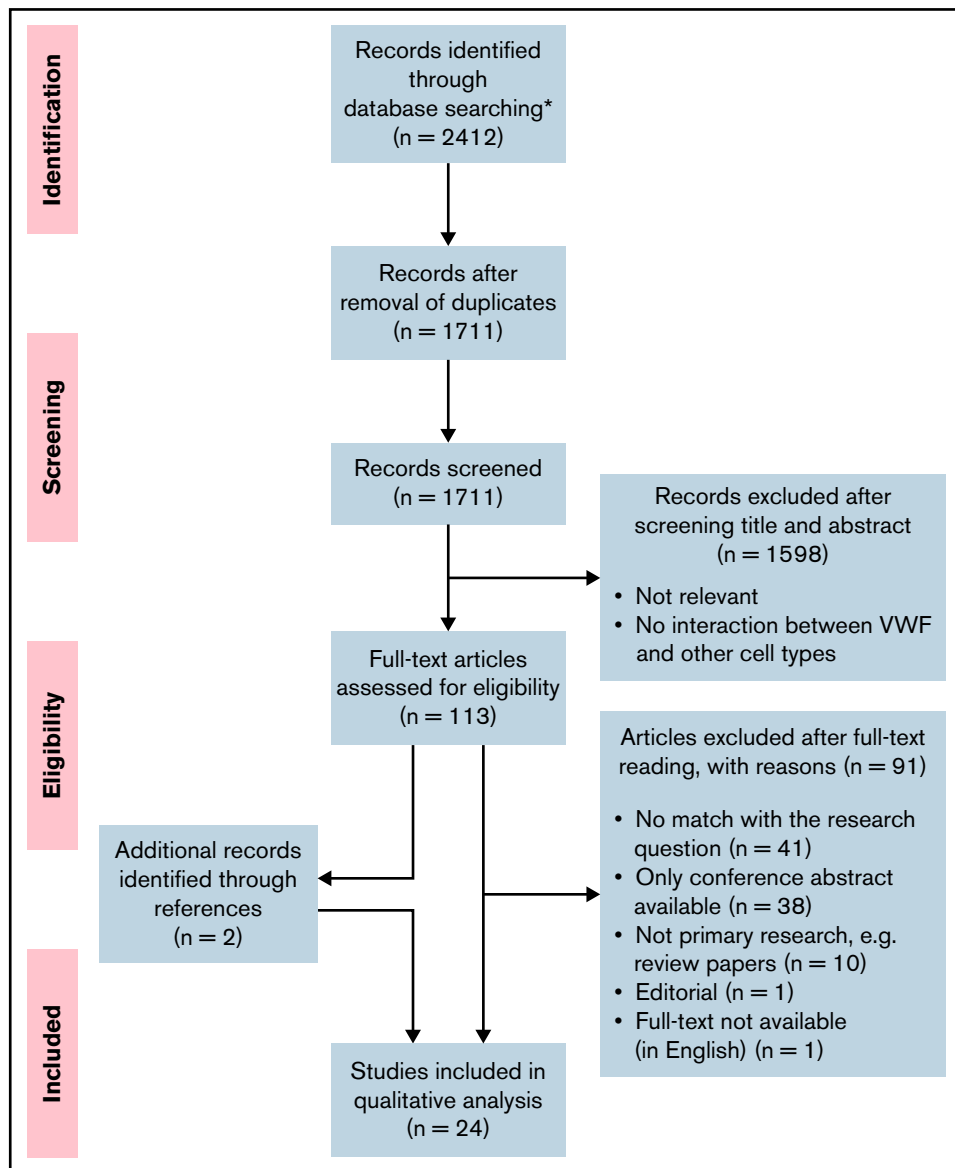 Identification
Records identified
through
database searching*
(n = 2412)
Records after
removal of duplicates
(n = 1711)
Screening
Records screened
(n = 1711)
Records excluded after
screening title and abstract
(n = 1598)
• Not relevant
• No interaction between VWF
and other cell types
Eligibility
Full-text articles
assessed for eligibility
(n = 113)
Articles excluded after full-text
reading, with reasons (n = 91)
• No match with the research
question (n = 41)
• Only conference abstract
available (n = 38)
• Not primary research, e.g.
review papers (n = 10)
• Editorial (n = 1)
• Full-text not available
(in English) (n = 1)
Additional records
identified through
references
(n = 2)
Included
Studies included in
qualitative analysis
(n = 24)